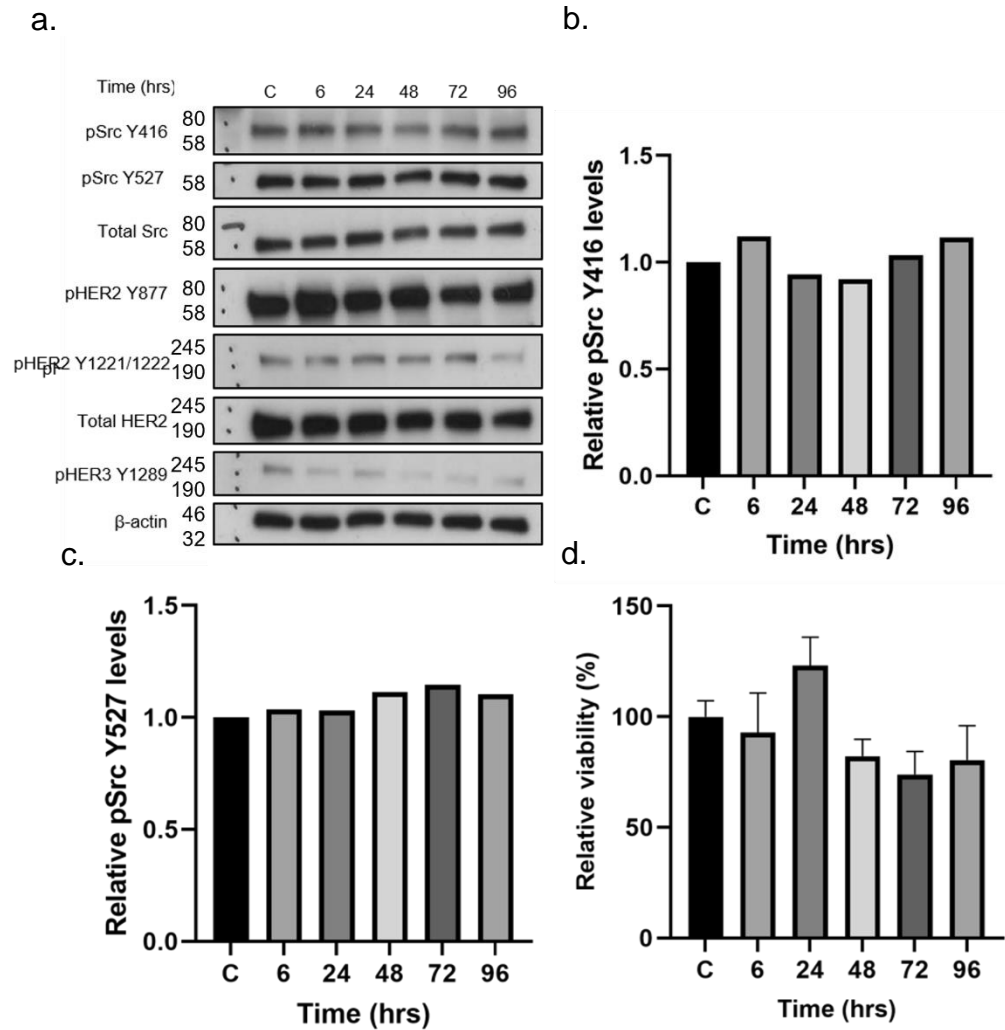 a.
Time (hrs)
C 6 24 48 72 96
pSrc Y416
80
58
pSrc Y527
58
Total Src
80
58
pHER2 Y877
80
58
pHER2 Y1221/1222
245
190
Total HER2
245
190
pHER3 Y1289
245
190
β-actin
46
32
b.
Relative pSrc Y416 levels
1.5
1.0
0.5
0.0
C 6 24 48 72 96
Time (hrs)
c.
Relative pSrc Y527 levels
1.5
1.0
0.5
0.0
C 6 24 48 72 96
Time (hrs)
d.
Relative viability (%)
150
100
50
0
C 6 24 48 72 96
Time (hrs)